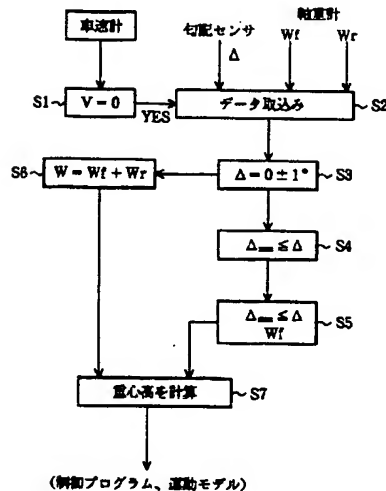 車速計
勾配センサ
Δ
軸重計
Wf
Wr
S1
V = 0
YES
データ取込み
S2
S6
W = Wf + Wr
Δ = 0 ± 1°
S3
≤ Δ
S4
≤ Δ
Wf
S5
重心高を計算
S7
(制御プログラム、運動モデル)